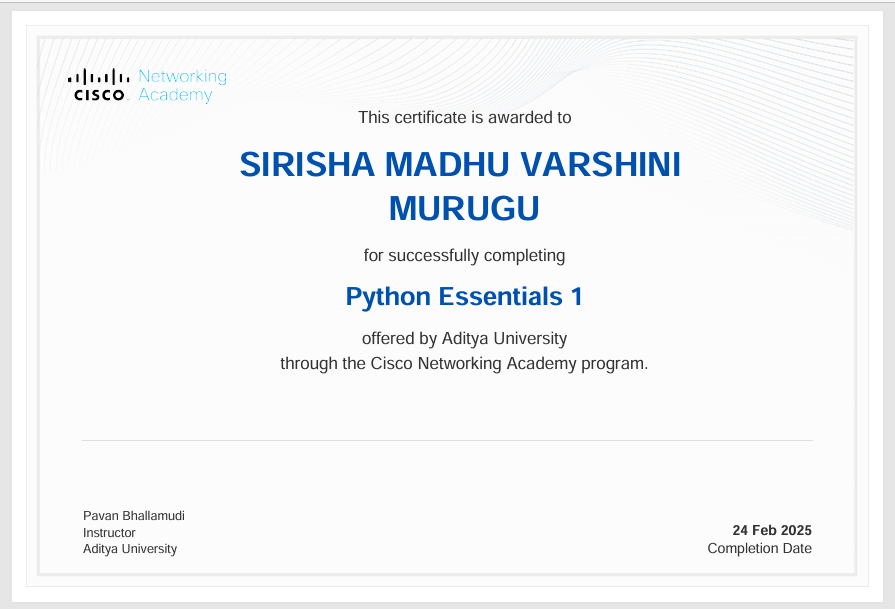 Networking
CISCO. Academy
This certificate is awarded to
SIRISHA MADHU VARSHINI
MURUGU
for successfully completing
Python Essentials 1
offered by Aditya University
through the Cisco Networking Academy program.
Pavan Bhallamudi
Instructor
Aditya University
24 Feb 2025
Completion Date